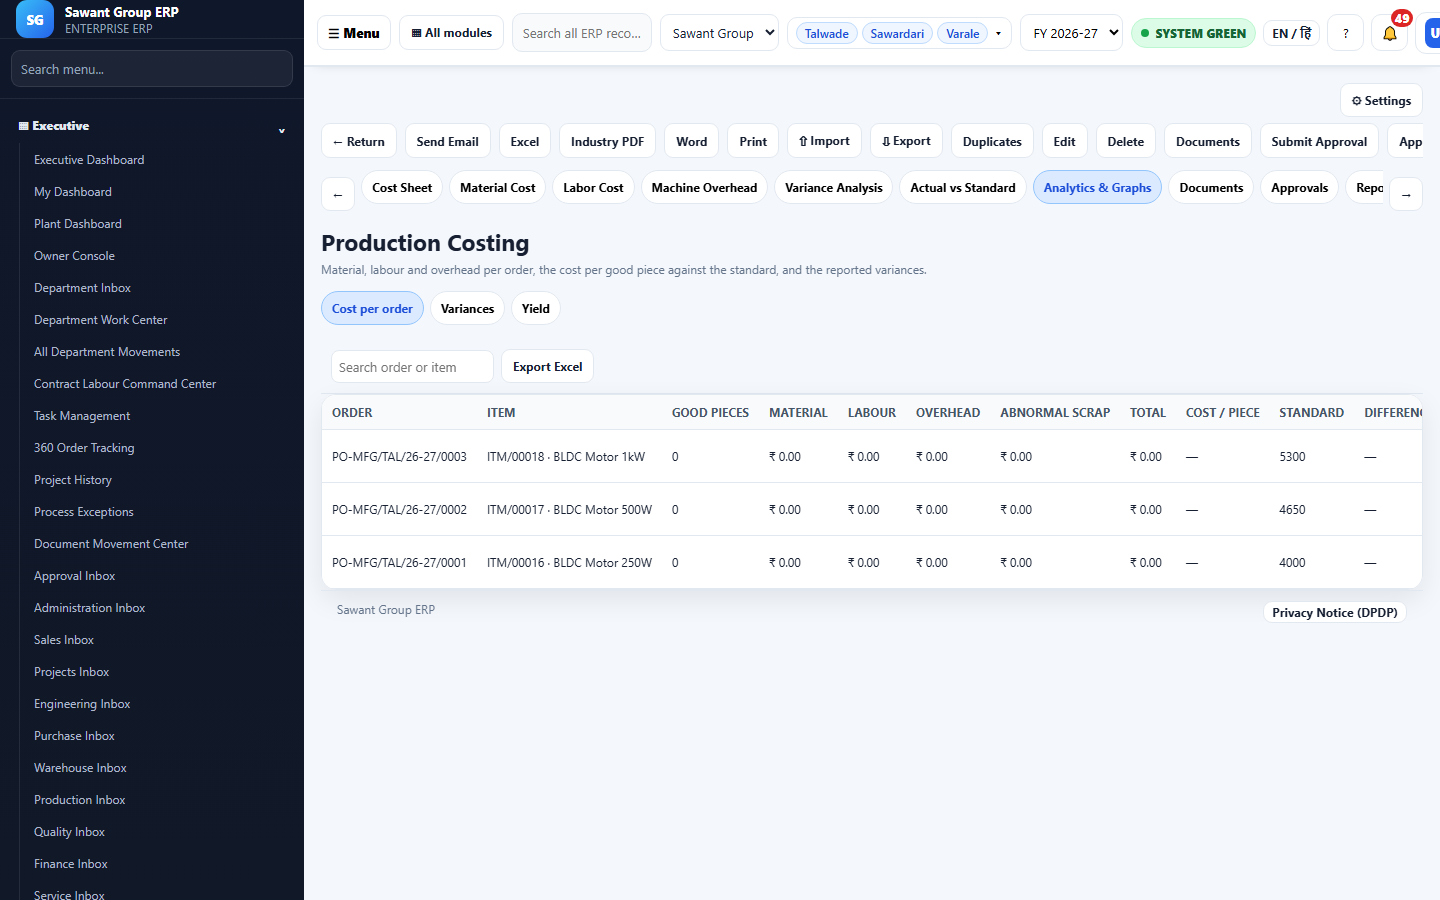 SG
Sawant Group ERP
ENTERPRISE ERP
☰ Menu
All modules
Search all ERP reco...
Sawant Group
Talwade Sawardari Varale
FY 2026-27
SYSTEM GREEN
EN / हिं
?
49
U
Search menu...
Executive
Executive Dashboard
My Dashboard
Plant Dashboard
Owner Console
Department Inbox
Department Work Center
All Department Movements
Contract Labour Command Center
Task Management
360 Order Tracking
Project History
Process Exceptions
Document Movement Center
Approval Inbox
Administration Inbox
Sales Inbox
Projects Inbox
Engineering Inbox
Purchase Inbox
Warehouse Inbox
Production Inbox
Quality Inbox
Finance Inbox
Service Inbox
⚙ Settings
← Return Send Email Excel Industry PDF Word Print ⇧ Import ⇩ Export Duplicates Edit Delete Documents Submit Approval App
← Cost Sheet Material Cost Labor Cost Machine Overhead Variance Analysis Actual vs Standard Analytics & Graphs Documents Approvals Repo →
Production Costing
Material, labour and overhead per order, the cost per good piece against the standard, and the reported variances.
Cost per order Variances Yield
Search order or item Export Excel
ORDER ITEM GOOD PIECES MATERIAL LABOUR OVERHEAD ABNORMAL SCRAP TOTAL COST / PIECE STANDARD DIFFERENC
PO-MFG/TAL/26-27/0003 ITM/00018 · BLDC Motor 1kW 0 ₹ 0.00 ₹ 0.00 ₹ 0.00 ₹ 0.00 ₹ 0.00 — 5300 —
PO-MFG/TAL/26-27/0002 ITM/00017 · BLDC Motor 500W 0 ₹ 0.00 ₹ 0.00 ₹ 0.00 ₹ 0.00 ₹ 0.00 — 4650 —
PO-MFG/TAL/26-27/0001 ITM/00016 · BLDC Motor 250W 0 ₹ 0.00 ₹ 0.00 ₹ 0.00 ₹ 0.00 ₹ 0.00 — 4000 —
Sawant Group ERP
Privacy Notice (DPDP)